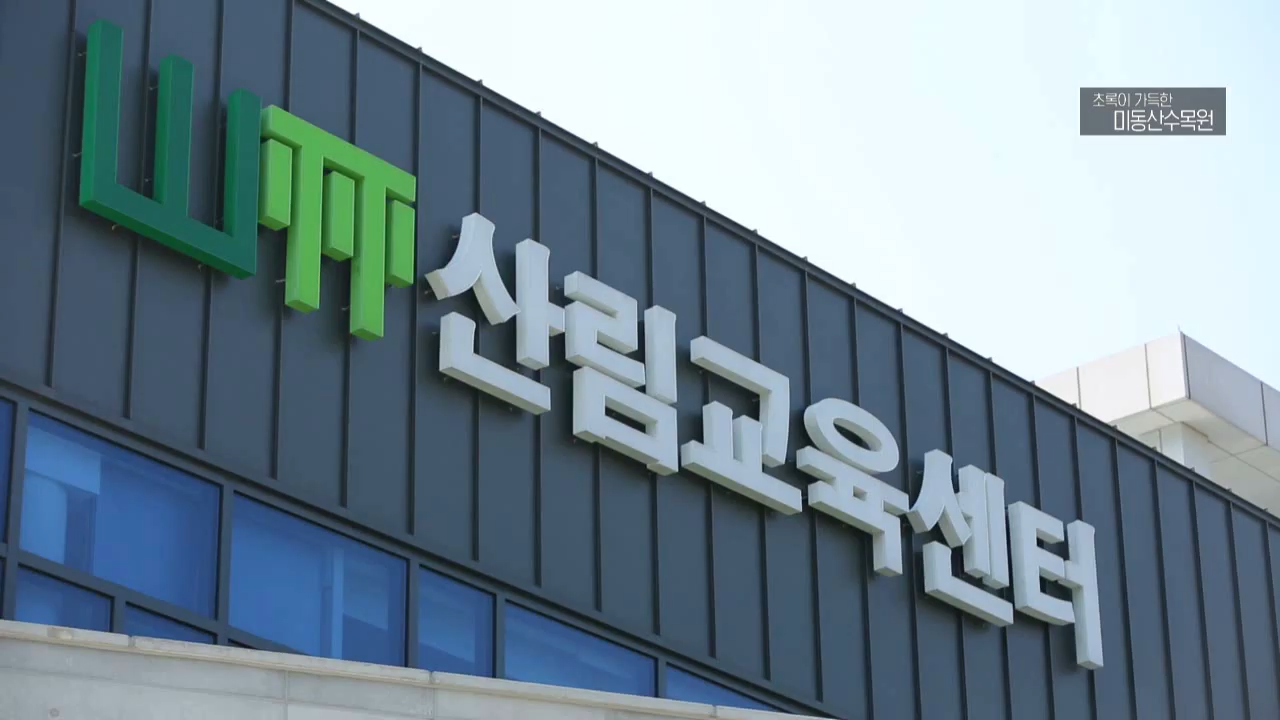 산림교육센터
초록이 가득한
미동산수목원